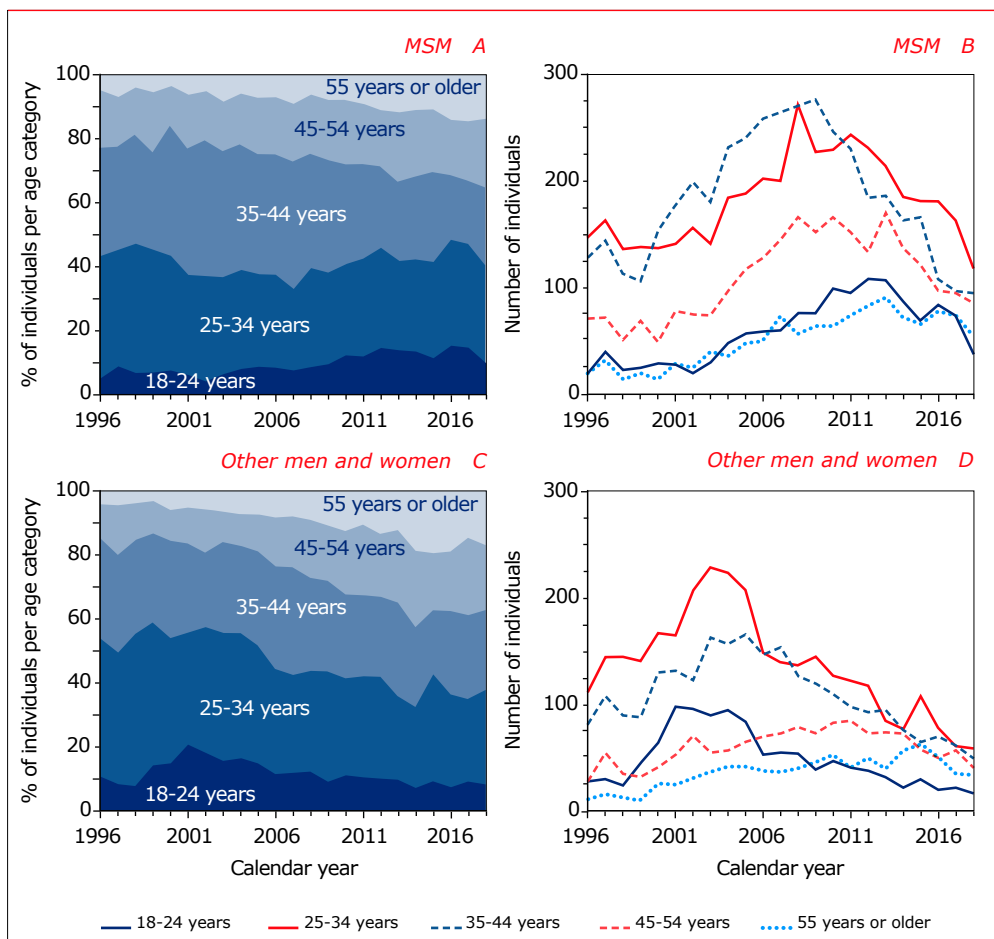 MSM A
% of individuals per age category
100
80
60
40
20
0
55 years or older
45-54 years
35-44 years
25-34 years
18-24 years
1996 2001 2006 2011 2016
MSM B
Number of individuals
300
250
200
150
100
50
0
1996 2001 2006 2011 2016
Other men and women C
% of individuals per age category
100
80
60
40
20
0
55 years or older
45-54 years
35-44 years
25-34 years
18-24 years
1996 2001 2006 2011 2016
Calendar year
Other men and women D
Number of individuals
300
200
100
0
1996 2001 2006 2011 2016
Calendar year
18-24 years 25-34 years 35-44 years 45-54 years 55 years or older